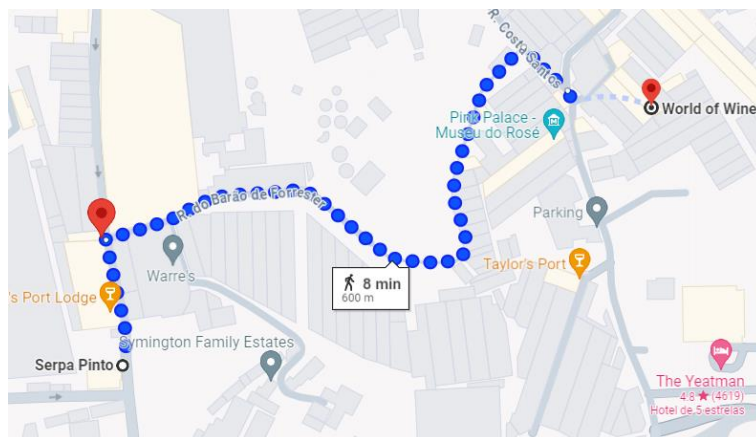 R. Costa Santos
World of Wine
Pink Palace -
Museu do Rosé
R. do Barão de Forrester
Parking
Warre's
Taylor's Port
8 min
600 m
's Port Lodge
Symington Family Estates
Serpa Pinto
The Yeatman
4.8 ★ (4619)
Hotel de 5 estrelas